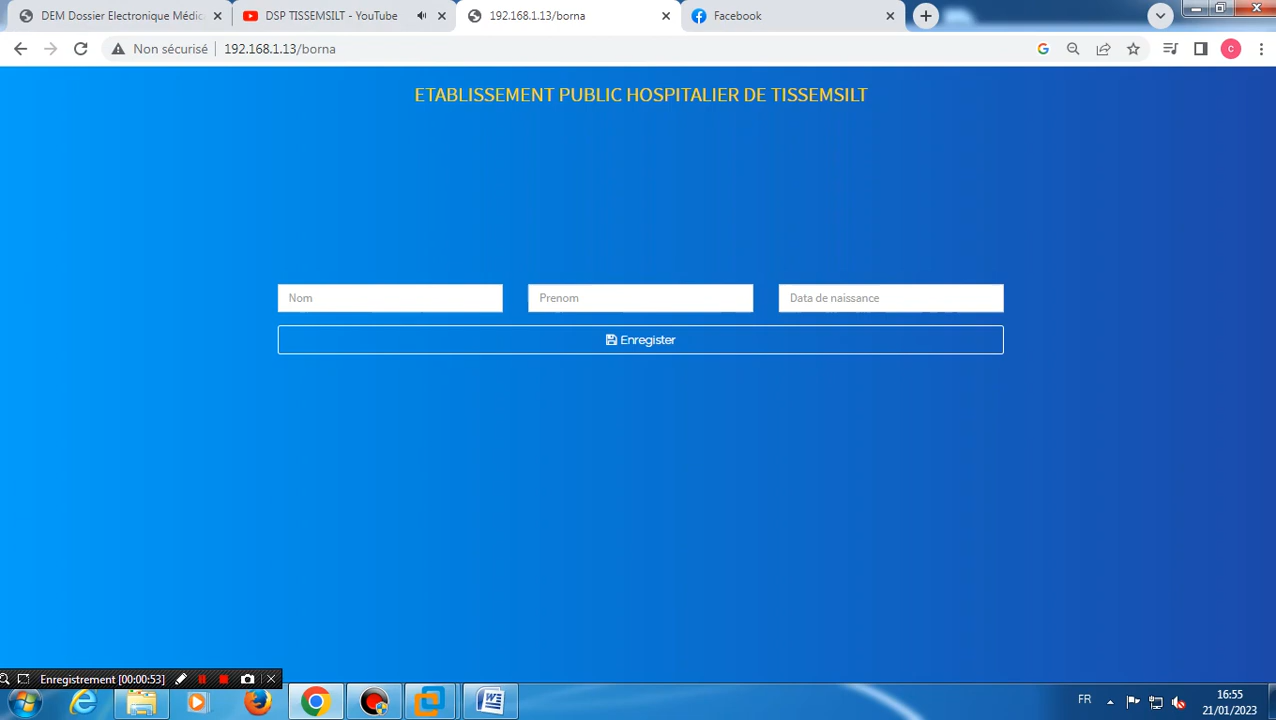 DEM Dossier Electronique Médic
DSP TISSEMSILT - YouTube
192.168.1.13/borna
Facebook
Non sécurisé
192.168.1.13/borna
C
ETABLISSEMENT PUBLIC HOSPITALIER DE TISSEMSILT
Nom
Prenom
Data de naissance
Enregister
Enregistrement [00:00:53]
FR
16:55
21/01/2023